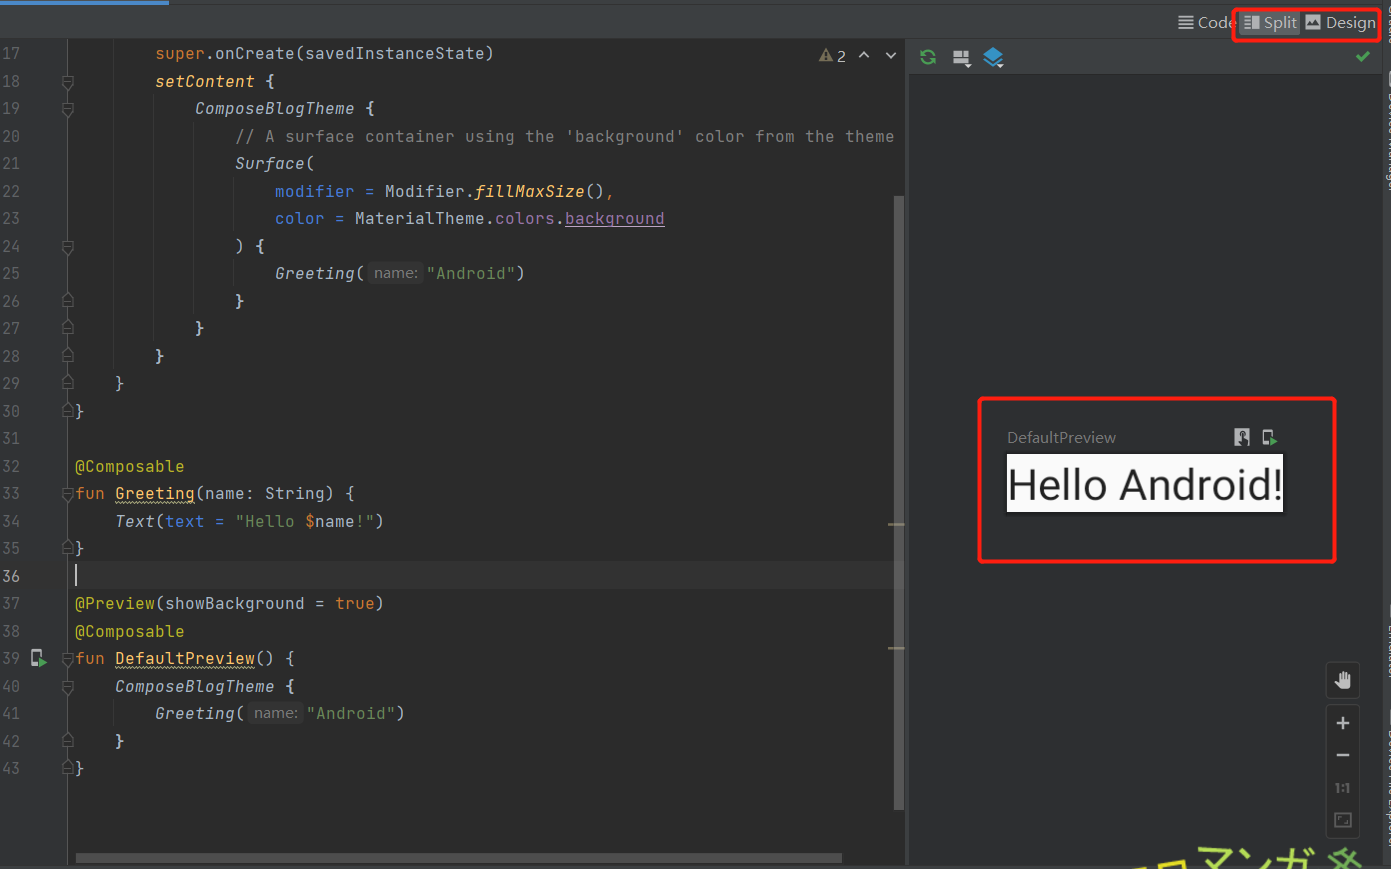 Code Split Design
17 super.onCreate(savedInstanceState)
2
18 setContent {
19 ComposeBlogTheme {
20 // A surface container using the 'background' color from the theme
21 Surface(
22 modifier = Modifier.fillMaxSize(),
23 color = MaterialTheme.colors.background
24 ) {
25 Greeting( name: "Android")
26 }
27 }
28 }
29 }
30 }
31
32 @Composable
33 fun Greeting(name: String) {
34 Text(text = "Hello $name!")
35 }
36
37 @Preview(showBackground = true)
38 @Composable
39 fun DefaultPreview() {
40 ComposeBlogTheme {
41 Greeting( name: "Android")
42 }
43 }
DefaultPreview
Hello Android!
1:1
マンガ